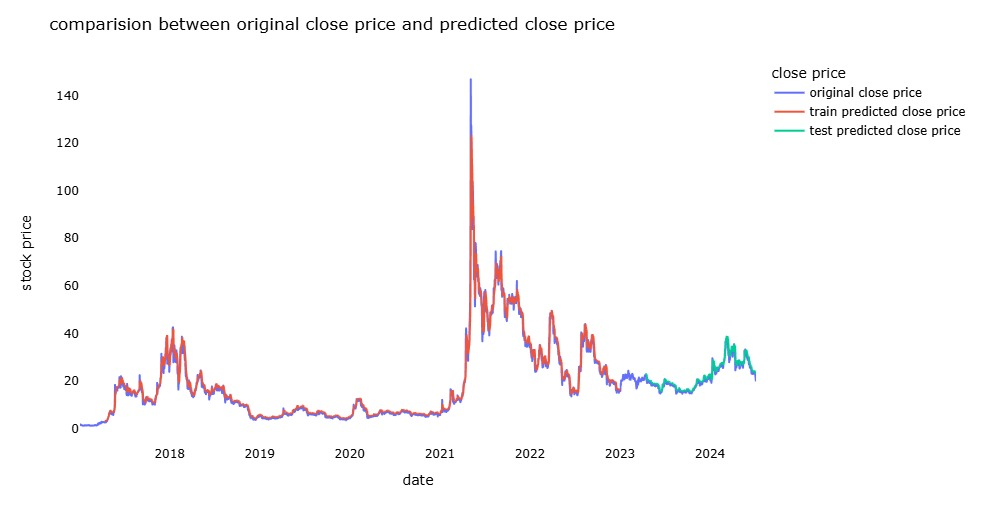 comparision between original close price and predicted close price
close price
original close price
train predicted close price
test predicted close price
140
120
100
80
60
40
20
0
stock price
2018 2019 2020 2021 2022 2023 2024
date